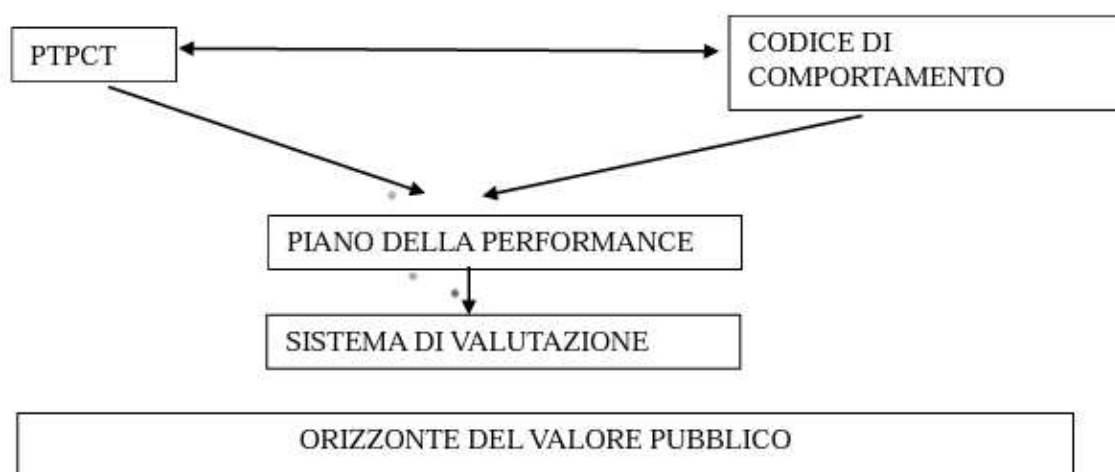 PTPCT
CODICE DI
COMPORTAMENTO
PIANO DELLA PERFORMANCE
SISTEMA DI VALUTAZIONE
ORIZZONTE DEL VALORE PUBBLICO